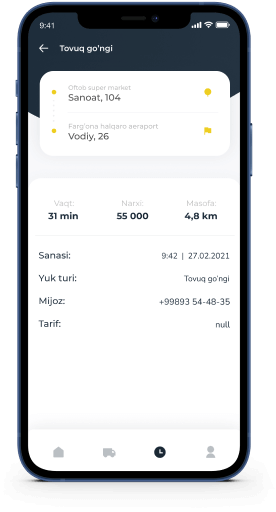 9:41
Tovuq go'ngi
Oftob super market
Sanoat, 104
Farg'ona halqaro aeraport
Vodiy, 26
Vaqt: Narxi: Masofa:
31 min 55 000 4,8 km
Sanasi: 9:42 | 27.02.2021
Yuk turi: Tovuq go'ngi
Mijoz: +99893 54-48-35
Tarif: null